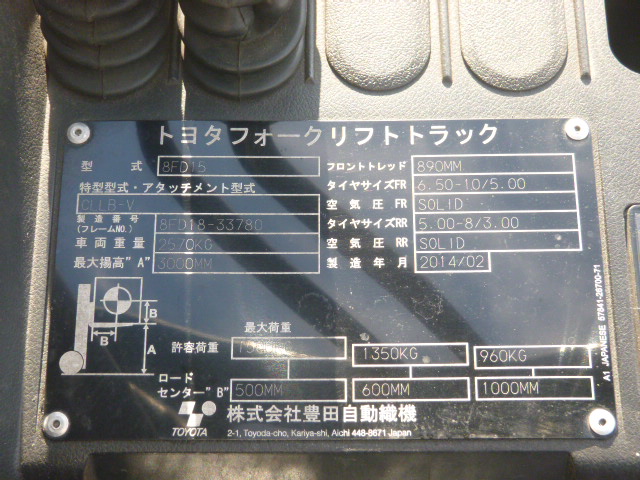 トヨタフォークリフトトラック
型式 8FD15 フロントトレッド 890MM
特型型式・アタッチメント型式 タイヤサイズFR 6.50-10/5.00
CLLB-V 空気圧 FR SOLID
製造番号 (フレームNO.) 8FD18-33780 タイヤサイズRR 5.00-8/3.00
車両重量 2570KG 空気圧 RR SOLID
最大揚高"A" 3000MM 製造年月 2014/02
B
B A
最大荷重
許容荷重 1350KG 960KG
ロードセンター"B" 500MM 600MM 1000MM
株式会社豊田自動織機
TOYOTA 2-1, Toyoda-cho, Kariya-shi, Aichi 448-8671 Japan
A1 JAPANESE 57841-26700-71